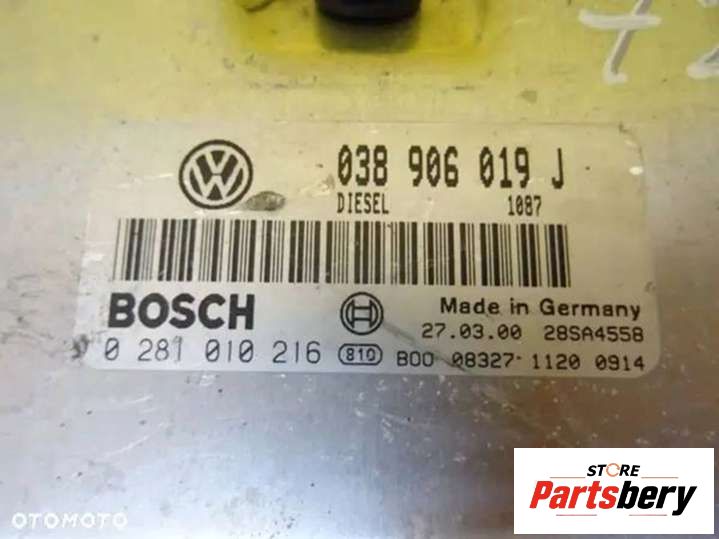 72
038 906 019 J
DIESEL 1087
BOSCH Made in Germany
27.03.00 28SA4558
0 281 010 216 810 B00 08327-1120 0914
STORE
Partsbery
OTOMOTO